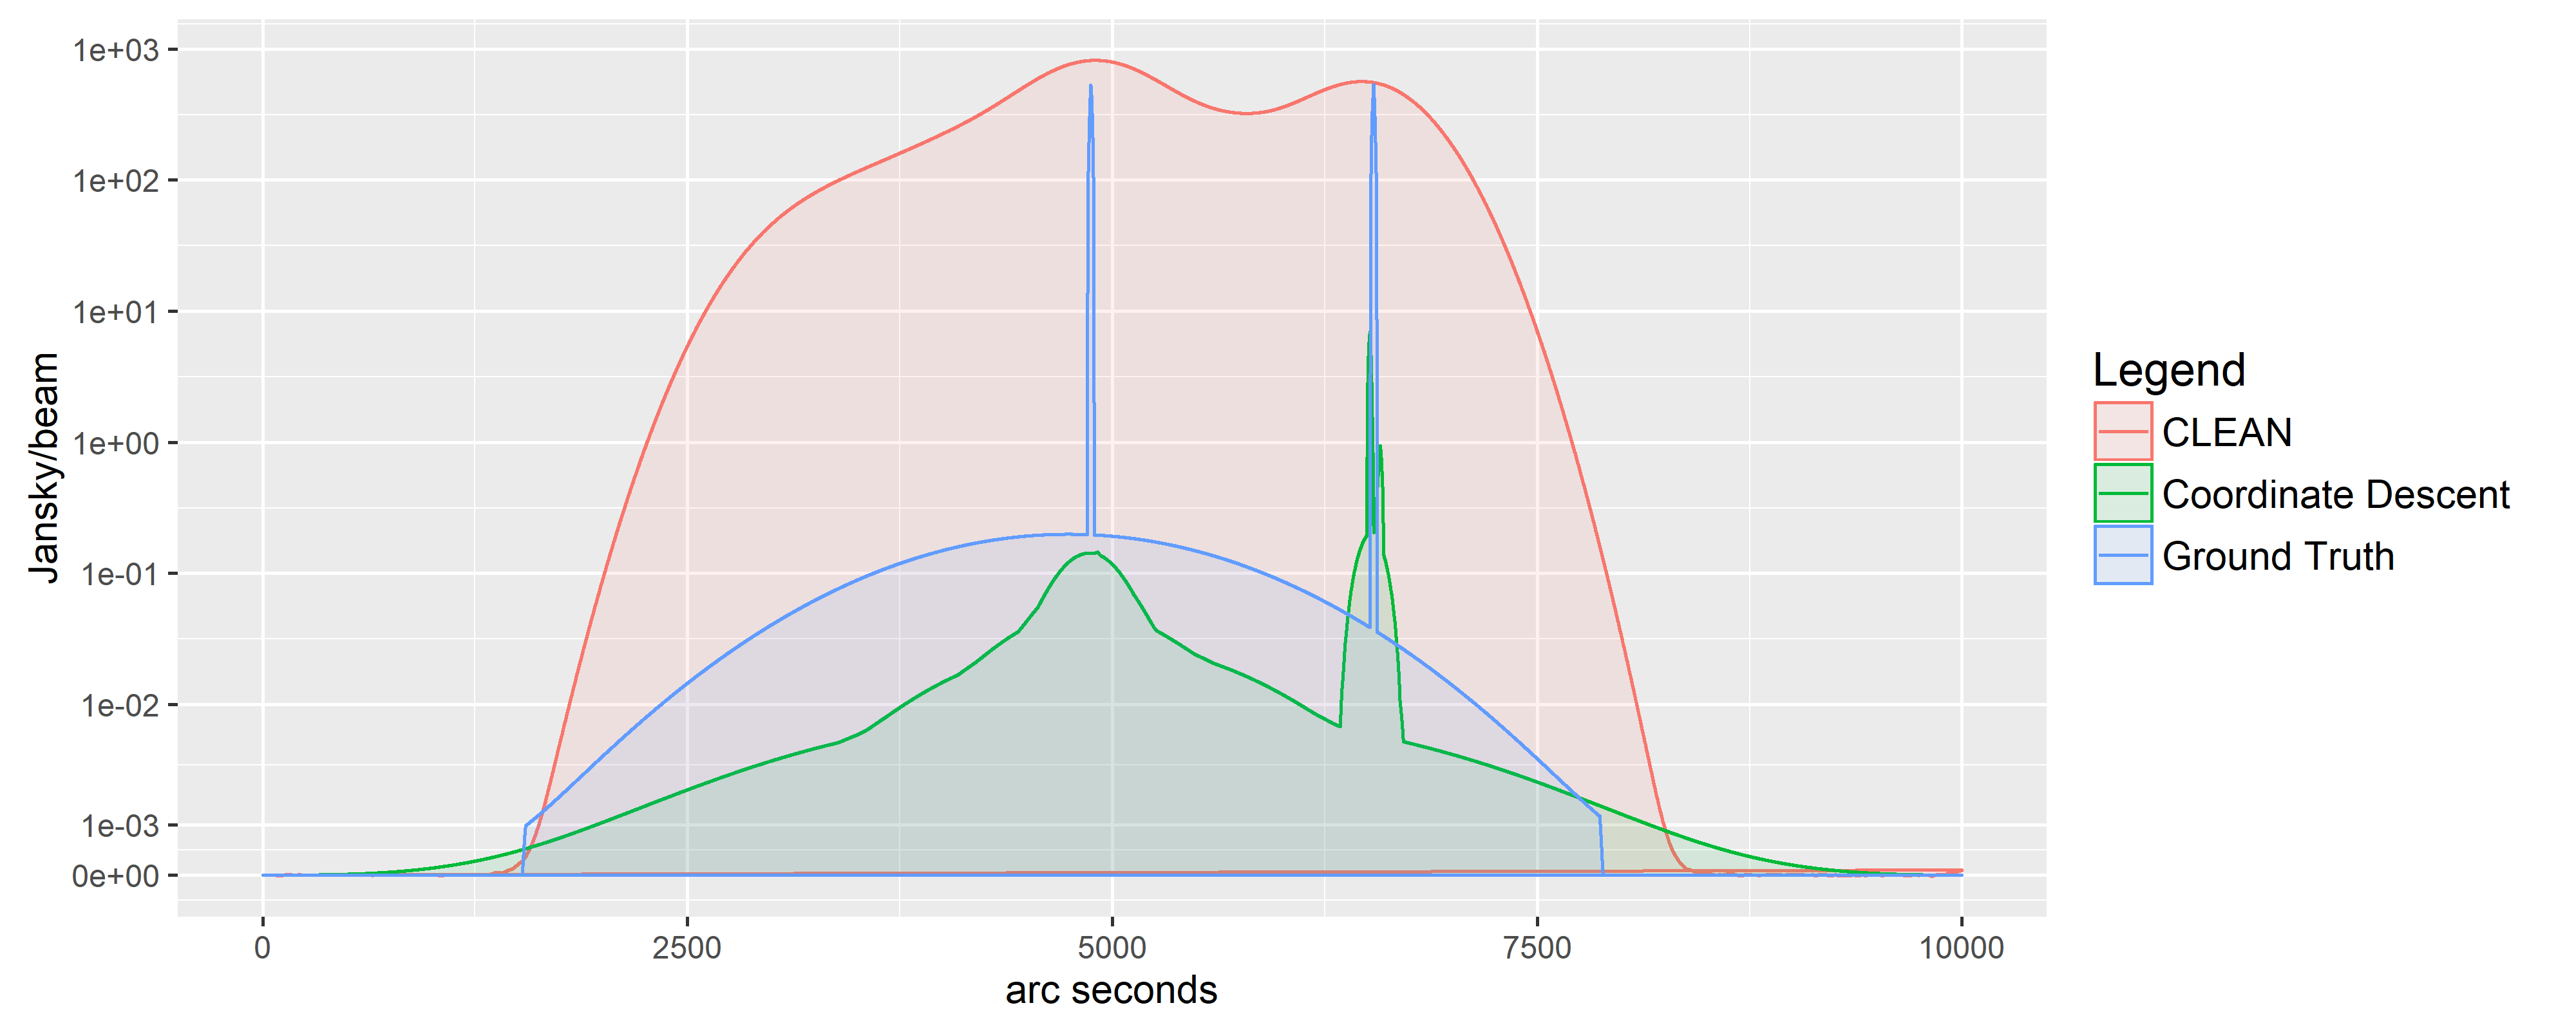 1e+03
1e+02
1e+01
1e+00
1e-01
1e-02
1e-03
0e+00
Jansky/beam
0 2500 5000 7500 10000
arc seconds
Legend
CLEAN
Coordinate Descent
Ground Truth